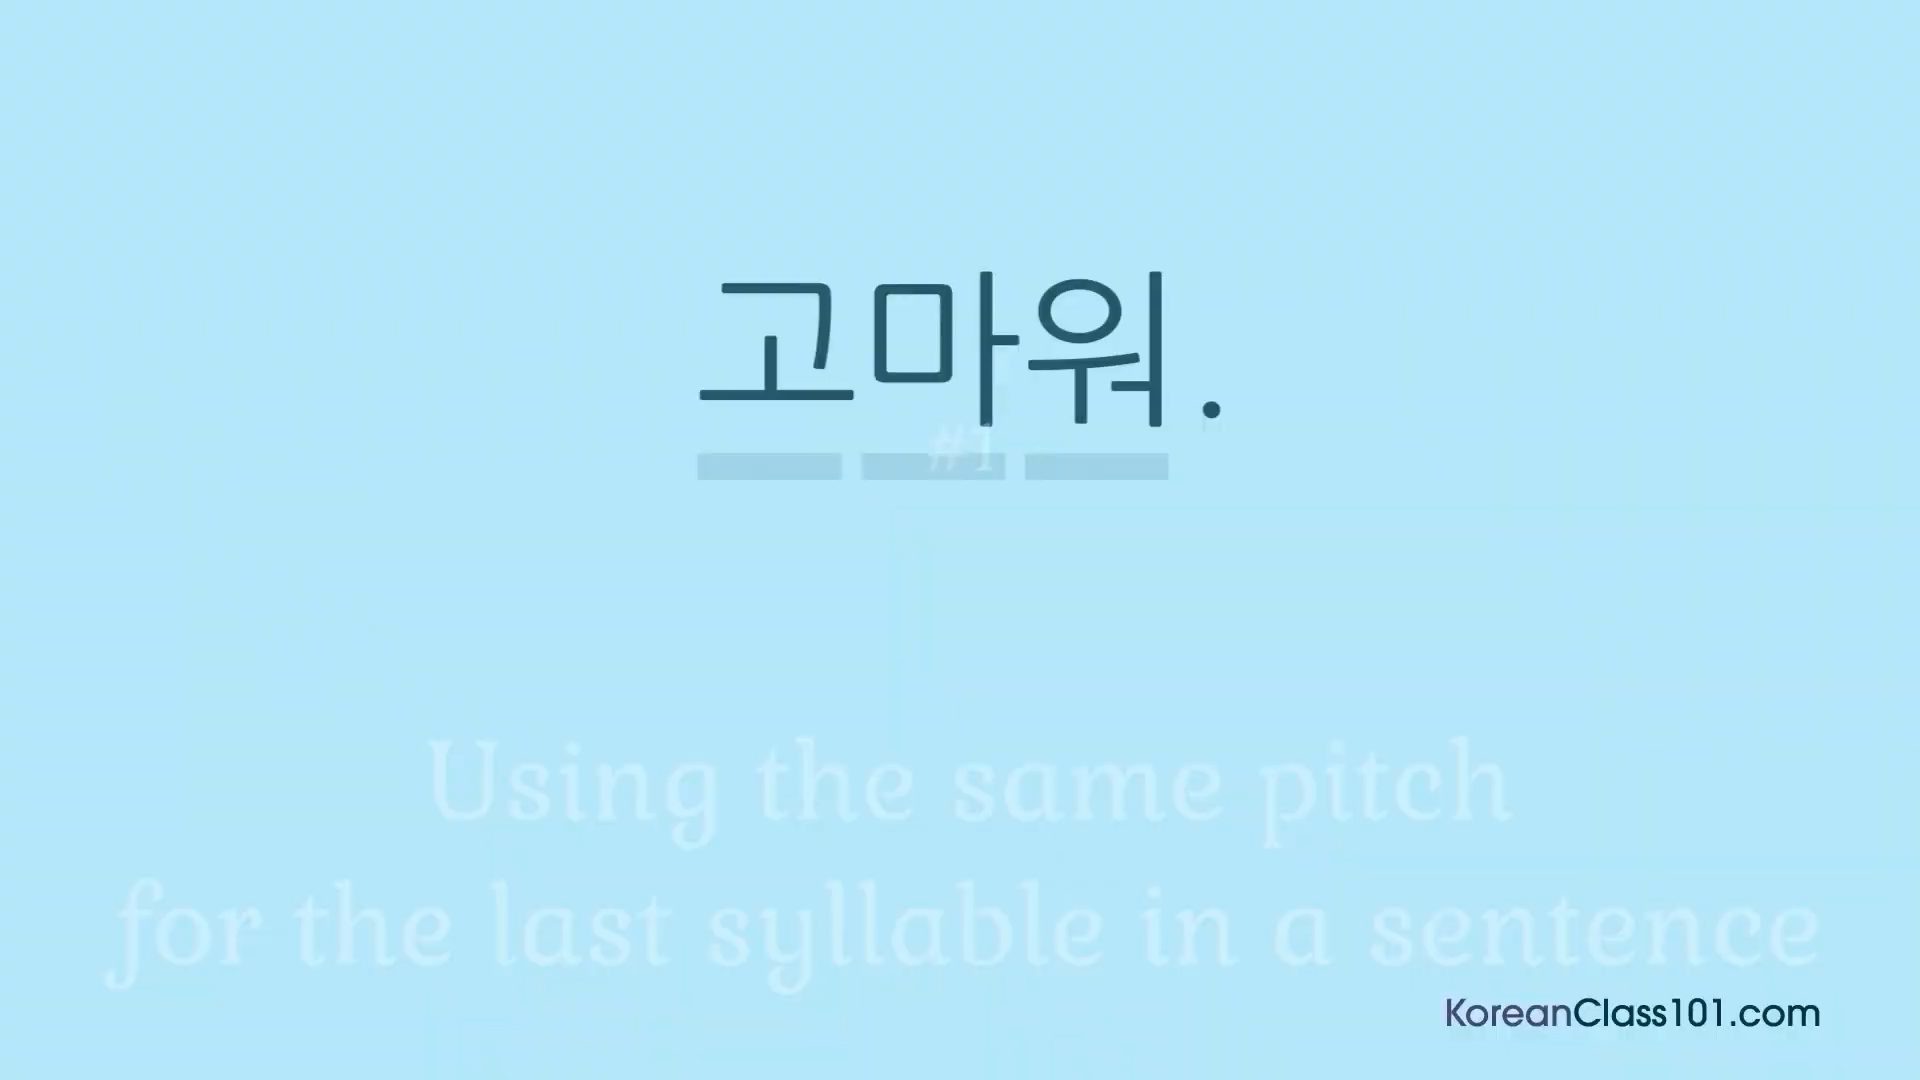 고마워.
#1
Using the same pitch
for the last syllable in a sentence
KoreanClass101.com